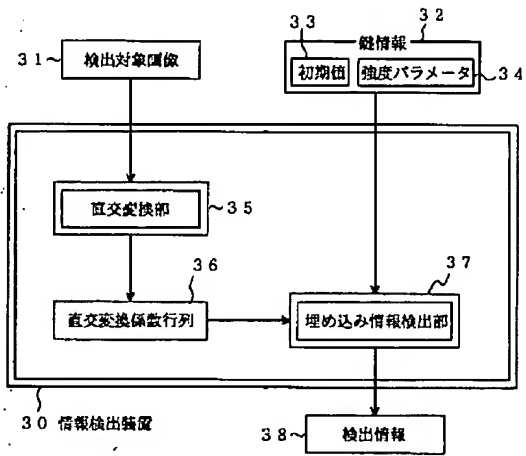 32
33
鍵情報
31
検出対象画像
初期値
強度パラメータ
34
直交変換部
35
36
37
直交変換係数行列
埋め込み情報検出部
30 情報検出装置
38
検出情報